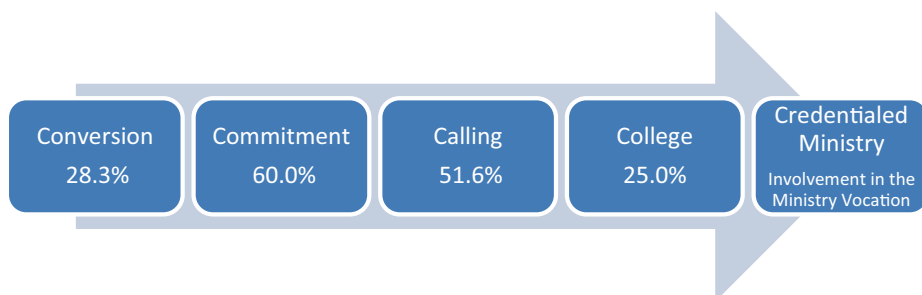 Conversion
28.3%
Commitment
60.0%
Calling
51.6%
College
25.0%
Credentialed
Ministry
Involvement in the
Ministry Vocation